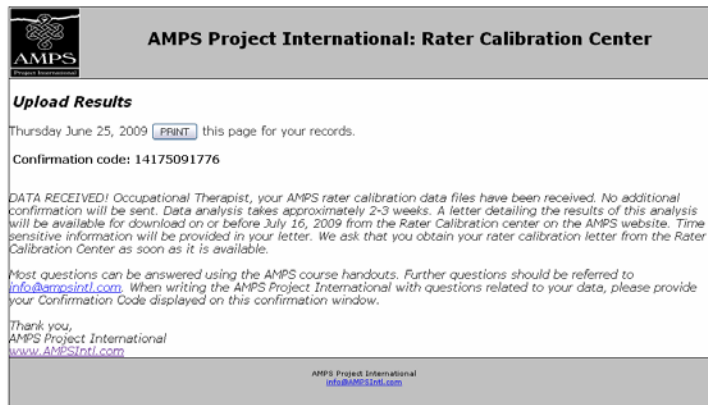 AMPS
Project International
AMPS Project International: Rater Calibration Center
Upload Results
Thursday June 25, 2009 PRINT this page for your records.
Confirmation code: 14175091776
DATA RECEIVED! Occupational Therapist, your AMPS rater calibration data files have been received. No additional
confirmation will be sent. Data analysis takes approximately 2-3 weeks. A letter detailing the results of this analysis
will be available for download on or before July 16, 2009 from the Rater Calibration center on the AMPS website. Time
sensitive information will be provided in your letter. We ask that you obtain your rater calibration letter from the Rater
Calibration Center as soon as it is available.
Most questions can be answered using the AMPS course handouts. Further questions should be referred to
info@ampsintl.com. When writing the AMPS Project International with questions related to your data, please provide
your Confirmation Code displayed on this confirmation window.
Thank you,
AMPS Project International
www.AMPSIntl.com
AMPS Project International
info@AMPSIntl.com